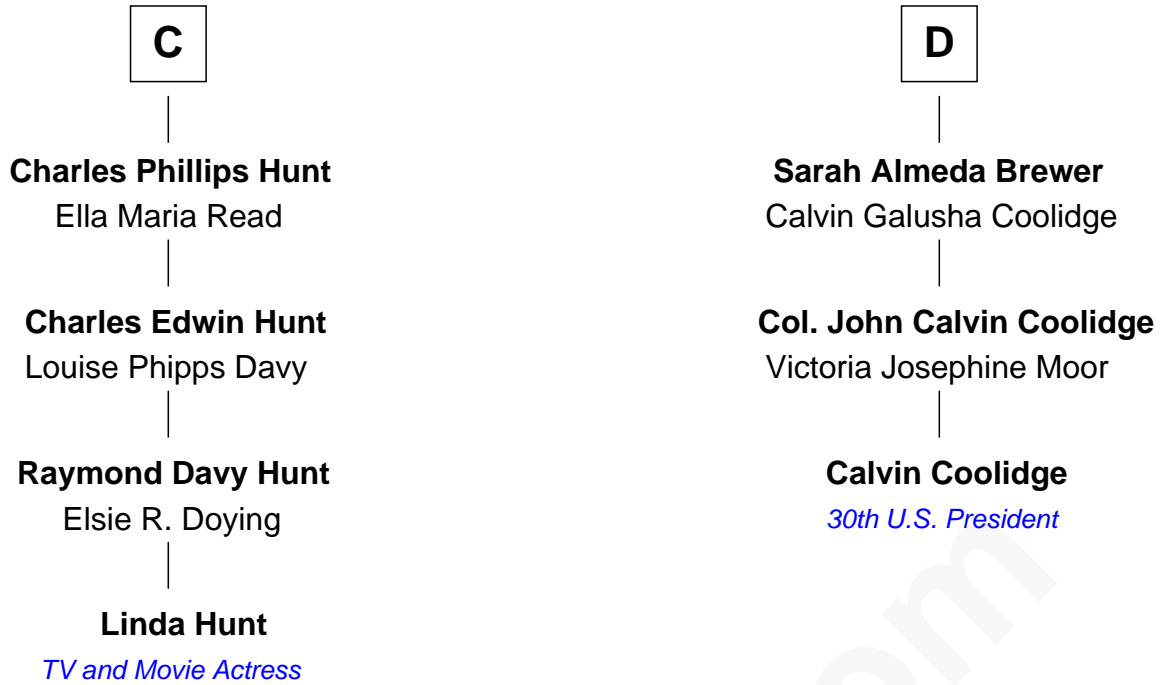 C
Charles Phillips Hunt
Ella Maria Read
Charles Edwin Hunt
Louise Phipps Davy
Raymond Davy Hunt
Elsie R. Doying
Linda Hunt
TV and Movie Actress
D
Sarah Almeda Brewer
Calvin Galusha Coolidge
Col. John Calvin Coolidge
Victoria Josephine Moor
Calvin Coolidge
30th U.S. President
om